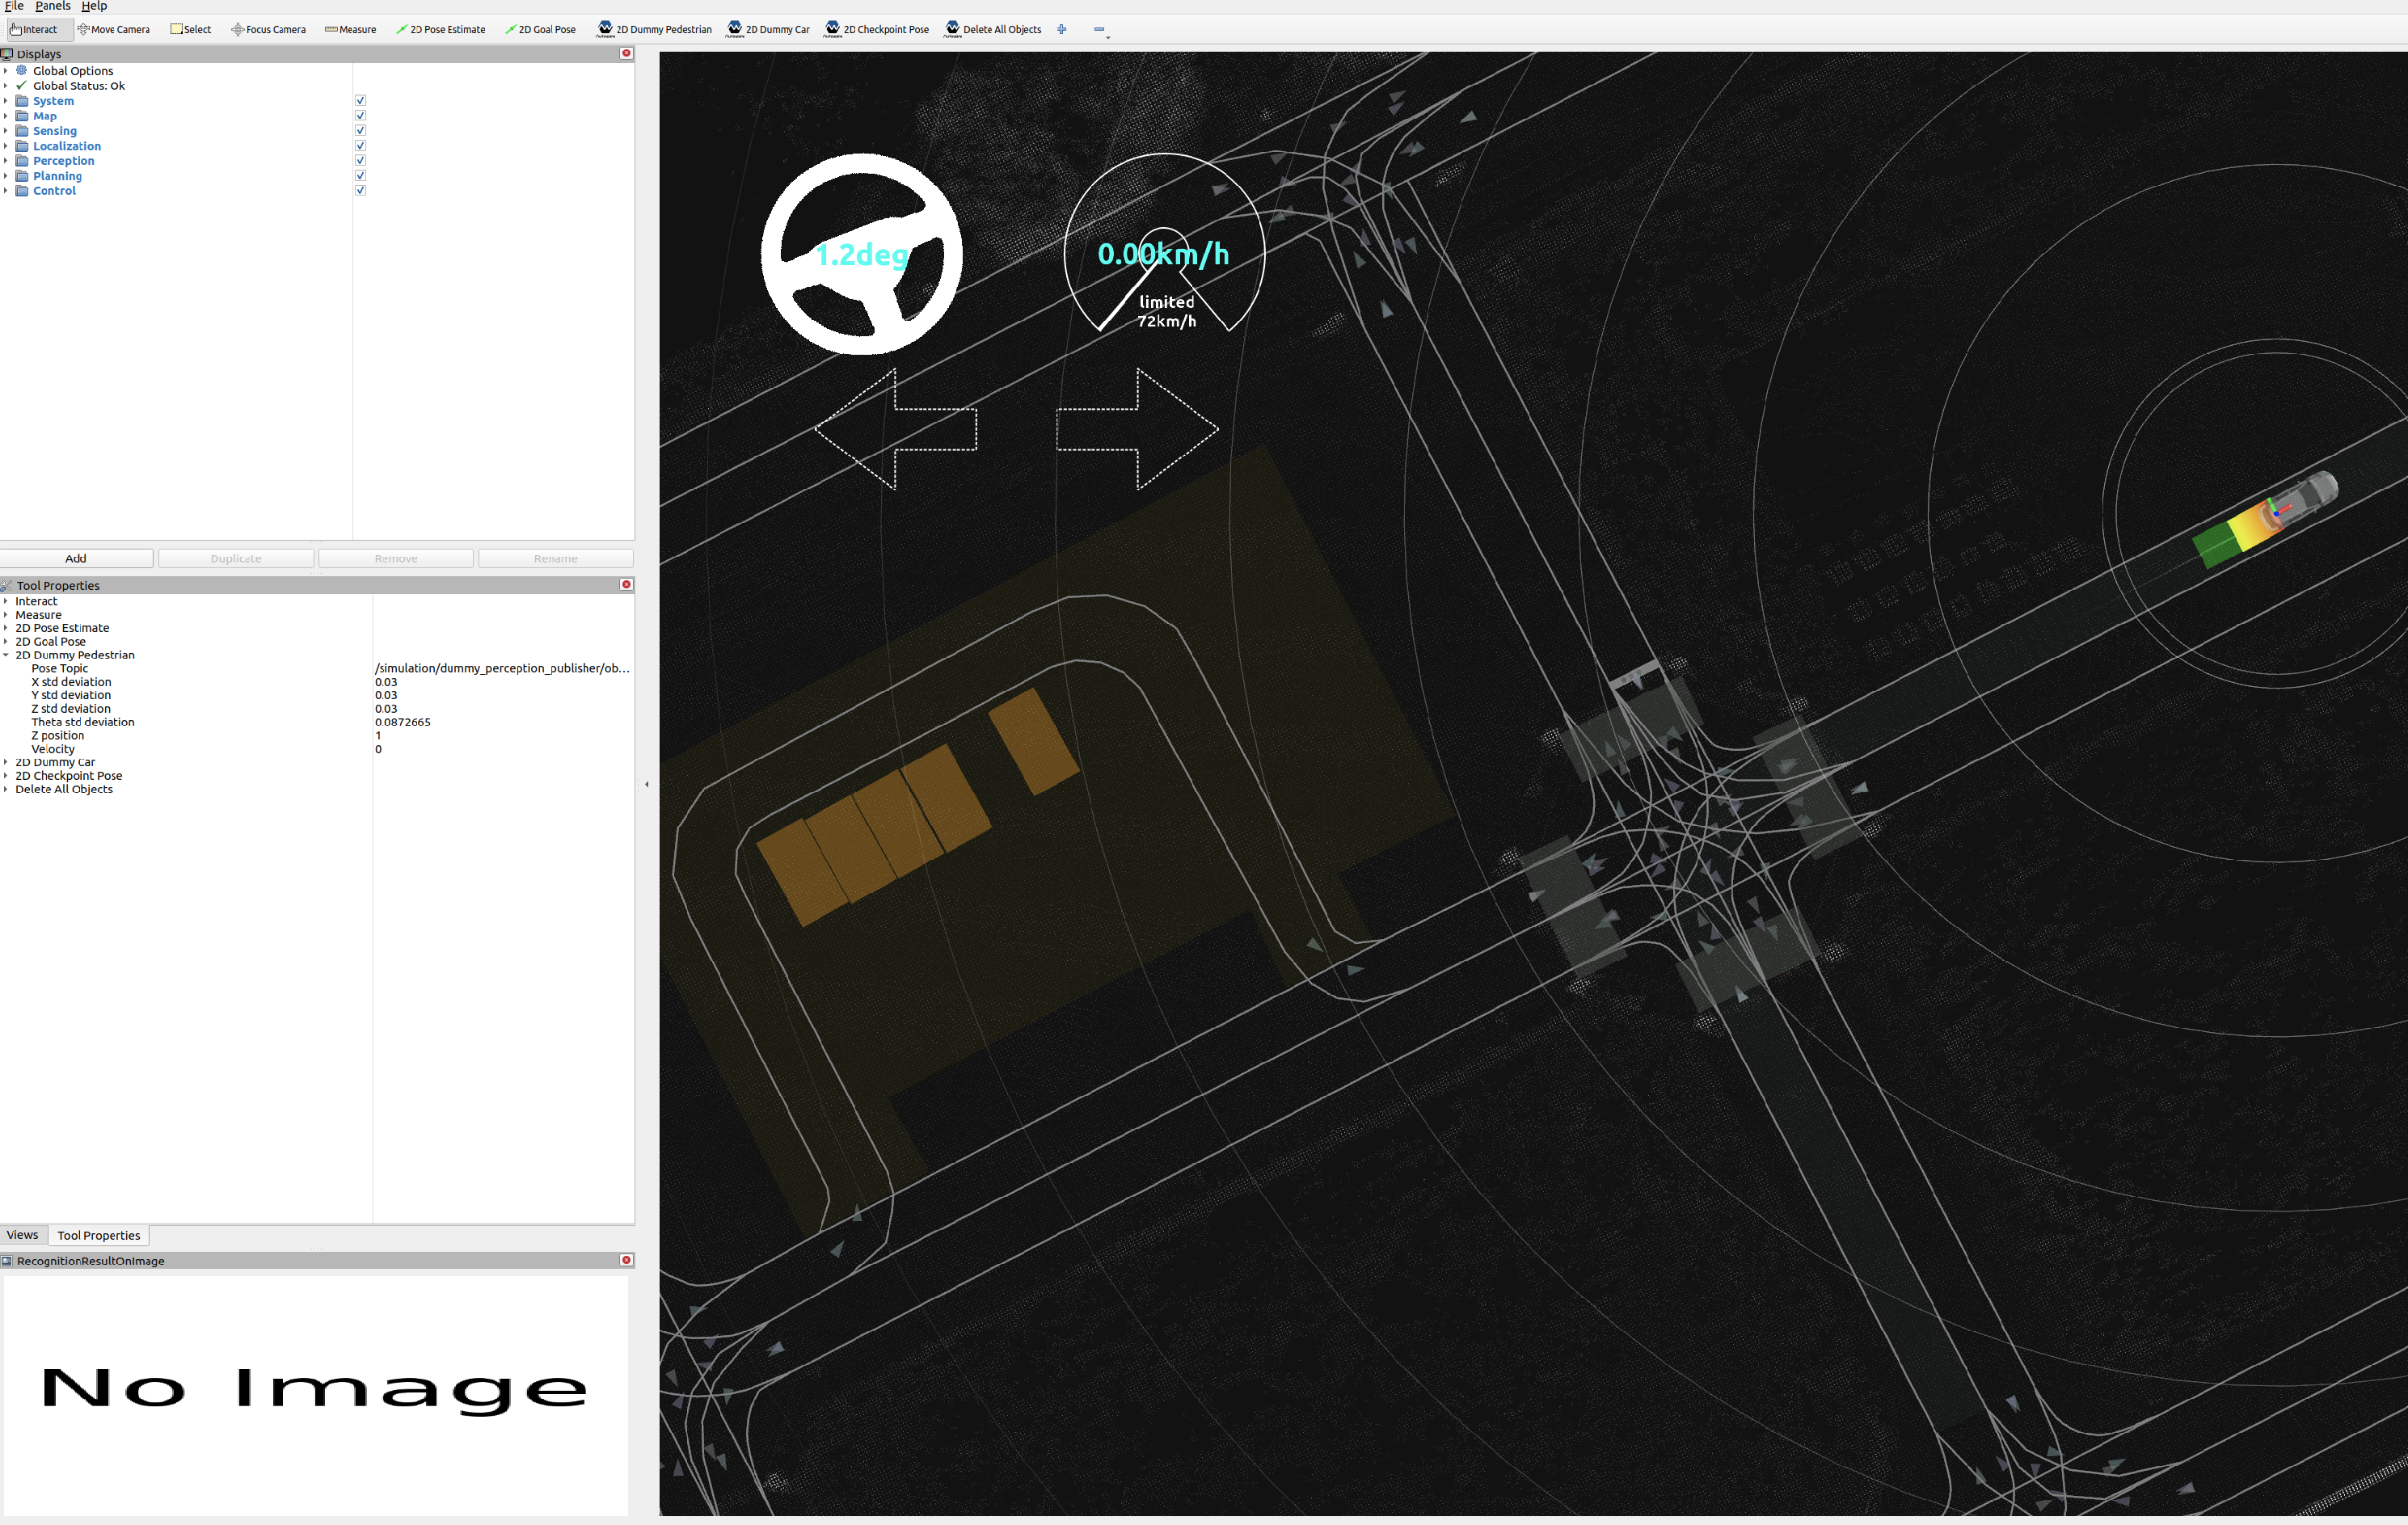 File Panels Help
Interact Move Camera Select Focus Camera Measure 2D Pose Estimate 2D Goal Pose 2D Dummy Pedestrian 2D Dummy Car 2D Checkpoint Pose Delete All Objects
Displays
Global Options
Global Status: Ok
System
Map
Sensing
Localization
Perception
Planning
Control
Add Duplicate Remove Rename
Tool Properties
Interact
Measure
2D Pose Estimate
2D Goal Pose
2D Dummy Pedestrian
Pose Topic /simulation/dummy_perception_publisher/ob...
X std deviation 0.03
Y std deviation 0.03
Z std deviation 0.03
Theta std deviation 0.0872665
Z position 1
Velocity 0
2D Dummy Car
2D Checkpoint Pose
Delete All Objects
Views Tool Properties
RecognitionResultOnImage
No Image
1.2deg
0.00km/h
limited
72km/h